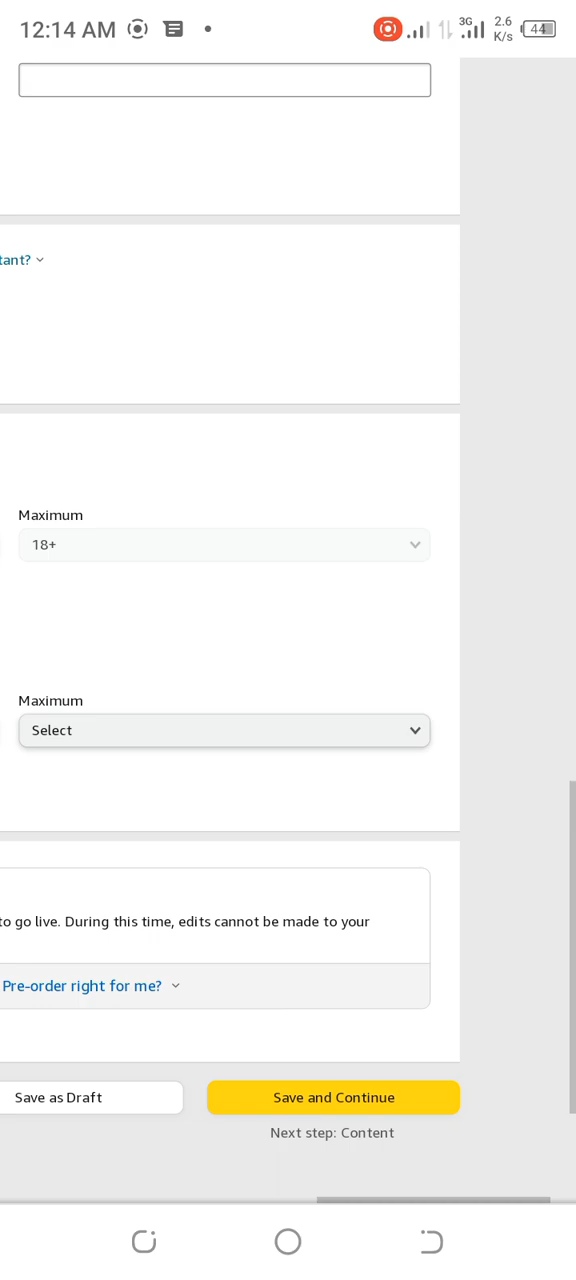 12:14 AM
3G
2.6
K/s
44
tant?
Maximum
18+
Maximum
Select
to go live. During this time, edits cannot be made to your
Pre-order right for me?
Save as Draft
Save and Continue
Next step: Content